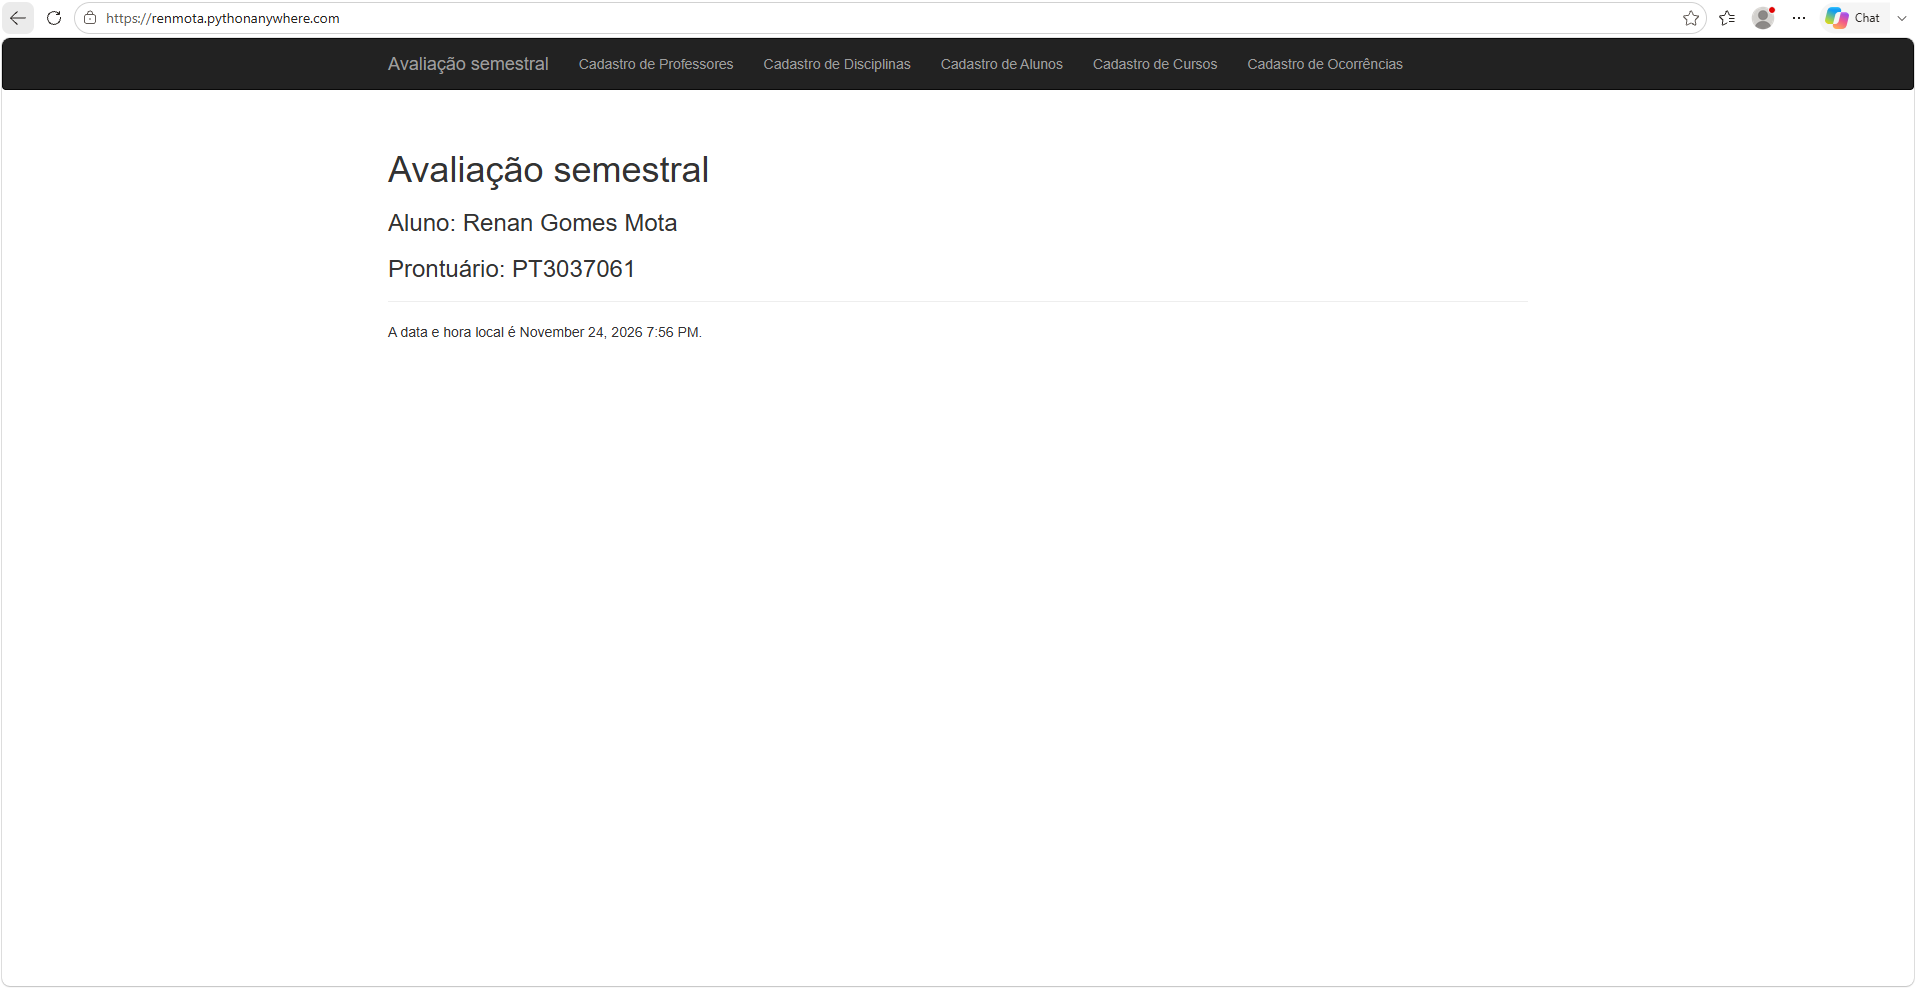 https://renmota.pythonanywhere.com
Chat
Avaliação semestral Cadastro de Professores Cadastro de Disciplinas Cadastro de Alunos Cadastro de Cursos Cadastro de Ocorrências
Avaliação semestral
Aluno: Renan Gomes Mota
Prontuário: PT3037061
A data e hora local é November 24, 2026 7:56 PM.